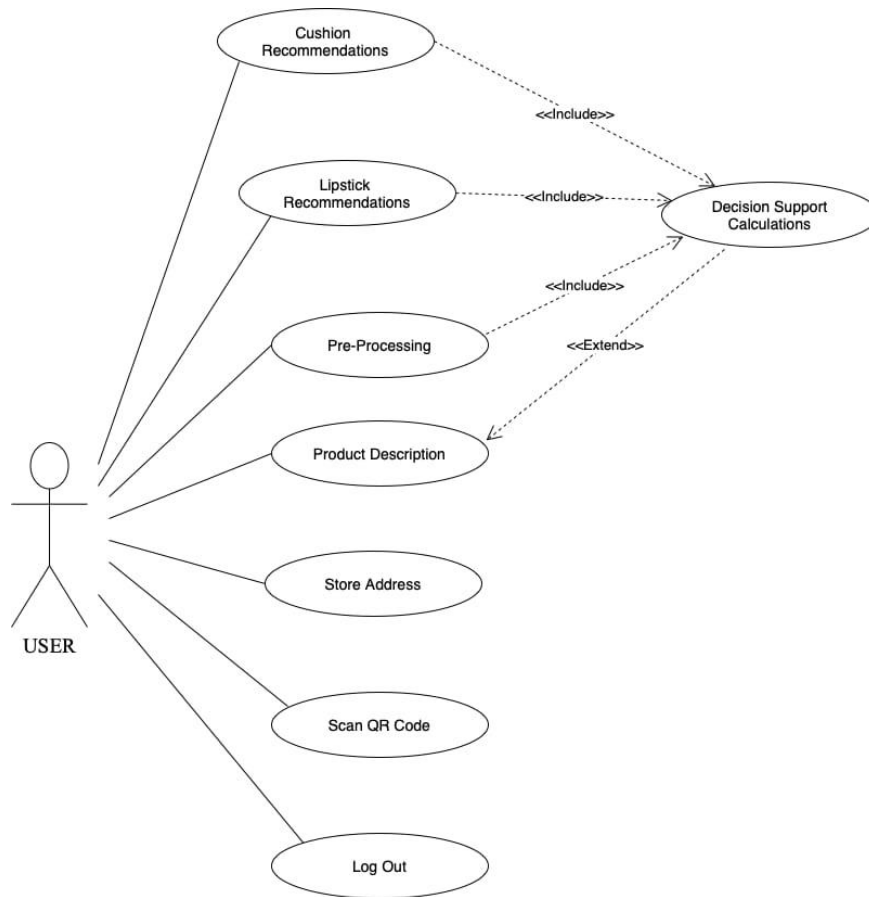 Cushion
Recommendations
<<Include>>
Lipstick
Recommendations
<<Include>>
Decision Support
Calculations
<<Include>>
Pre-Processing
<<Extend>>
Product Description
Store Address
USER
Scan QR Code
Log Out